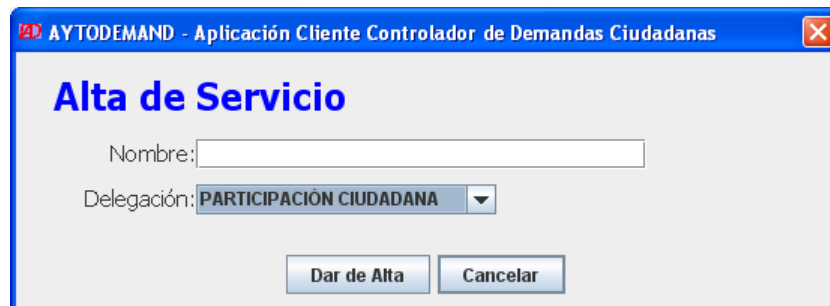 AYTODEMAND - Aplicación Cliente Controlador de Demandas Ciudadanas
Alta de Servicio
Nombre:
Delegación: PARTICIPACIÓN CIUDADANA
Dar de Alta Cancelar